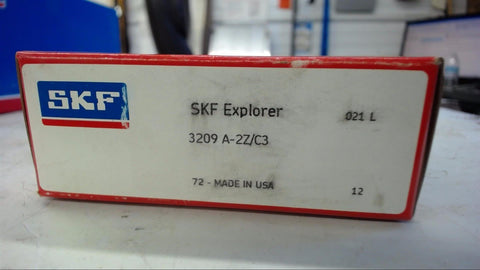 SKF
SKF Explorer
021 L
3209 A-2Z/C3
72 - MADE IN USA
12